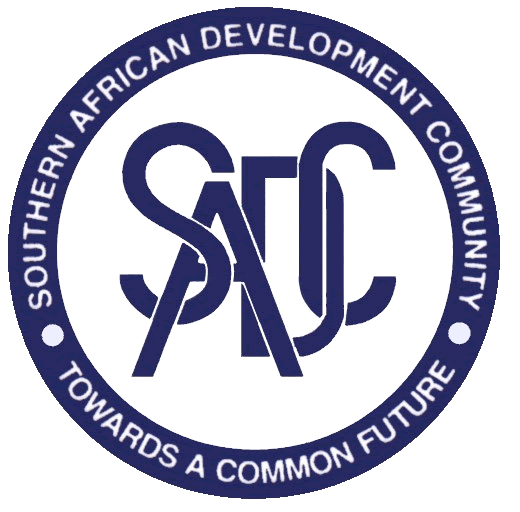 SOUTHERN AFRICAN DEVELOPMENT COMMUNITY
SADC
TOWARDS A COMMON FUTURE